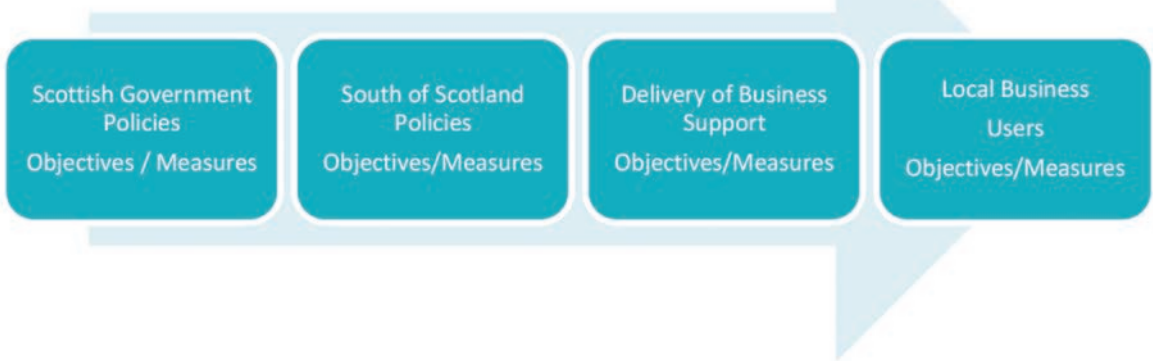 Scottish Government
Policies
Objectives / Measures
South of Scotland
Policies
Objectives/Measures
Delivery of Business
Support
Objectives/Measures
Local Business
Users
Objectives/Measures